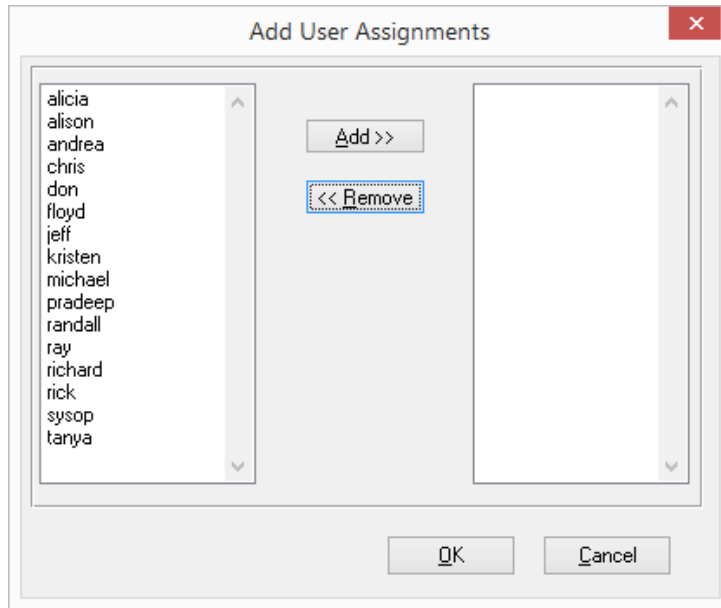 Add User Assignments
alicia
alison
andrea
chris
don
floyd
jeff
kristen
michael
pradeep
randall
ray
richard
rick
sysop
tanya
Add >>
<< Remove
OK
Cancel